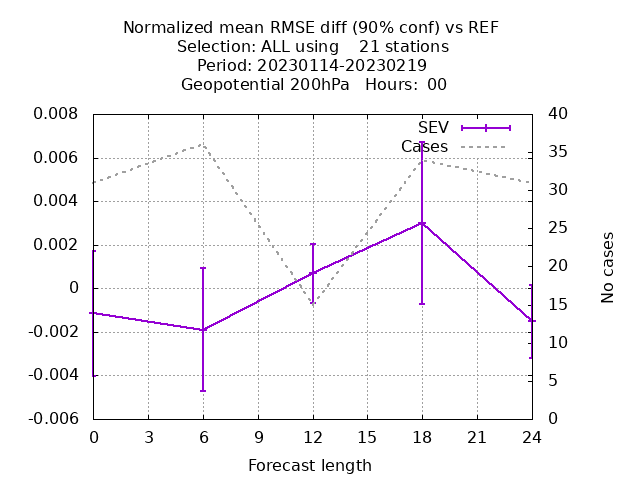 Normalized mean RMSE diff (90% conf) vs REF
Selection: ALL using    21 stations
Period: 20230114-20230219
Geopotential 200hPa   Hours:  00
SEV
Cases
0.008
0.006
0.004
0.002
0
-0.002
-0.004
-0.006
40
35
30
25
20
15
10
5
0
No cases
0 3 6 9 12 15 18 21 24
Forecast length